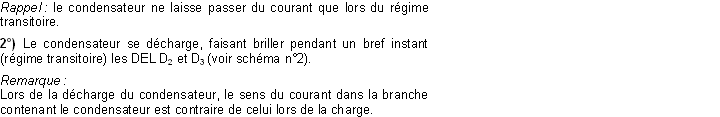 Rappel : le condensateur ne laisse passer du courant que lors du régime
transitoire.
2°) Le condensateur se décharge, faisant briller pendant un bref instant
(régime transitoire) les DEL D₂ et D₃ (voir schéma n°2).
Remarque :
Lors de la décharge du condensateur, le sens du courant dans la branche
contenant le condensateur est contraire de celui lors de la charge.